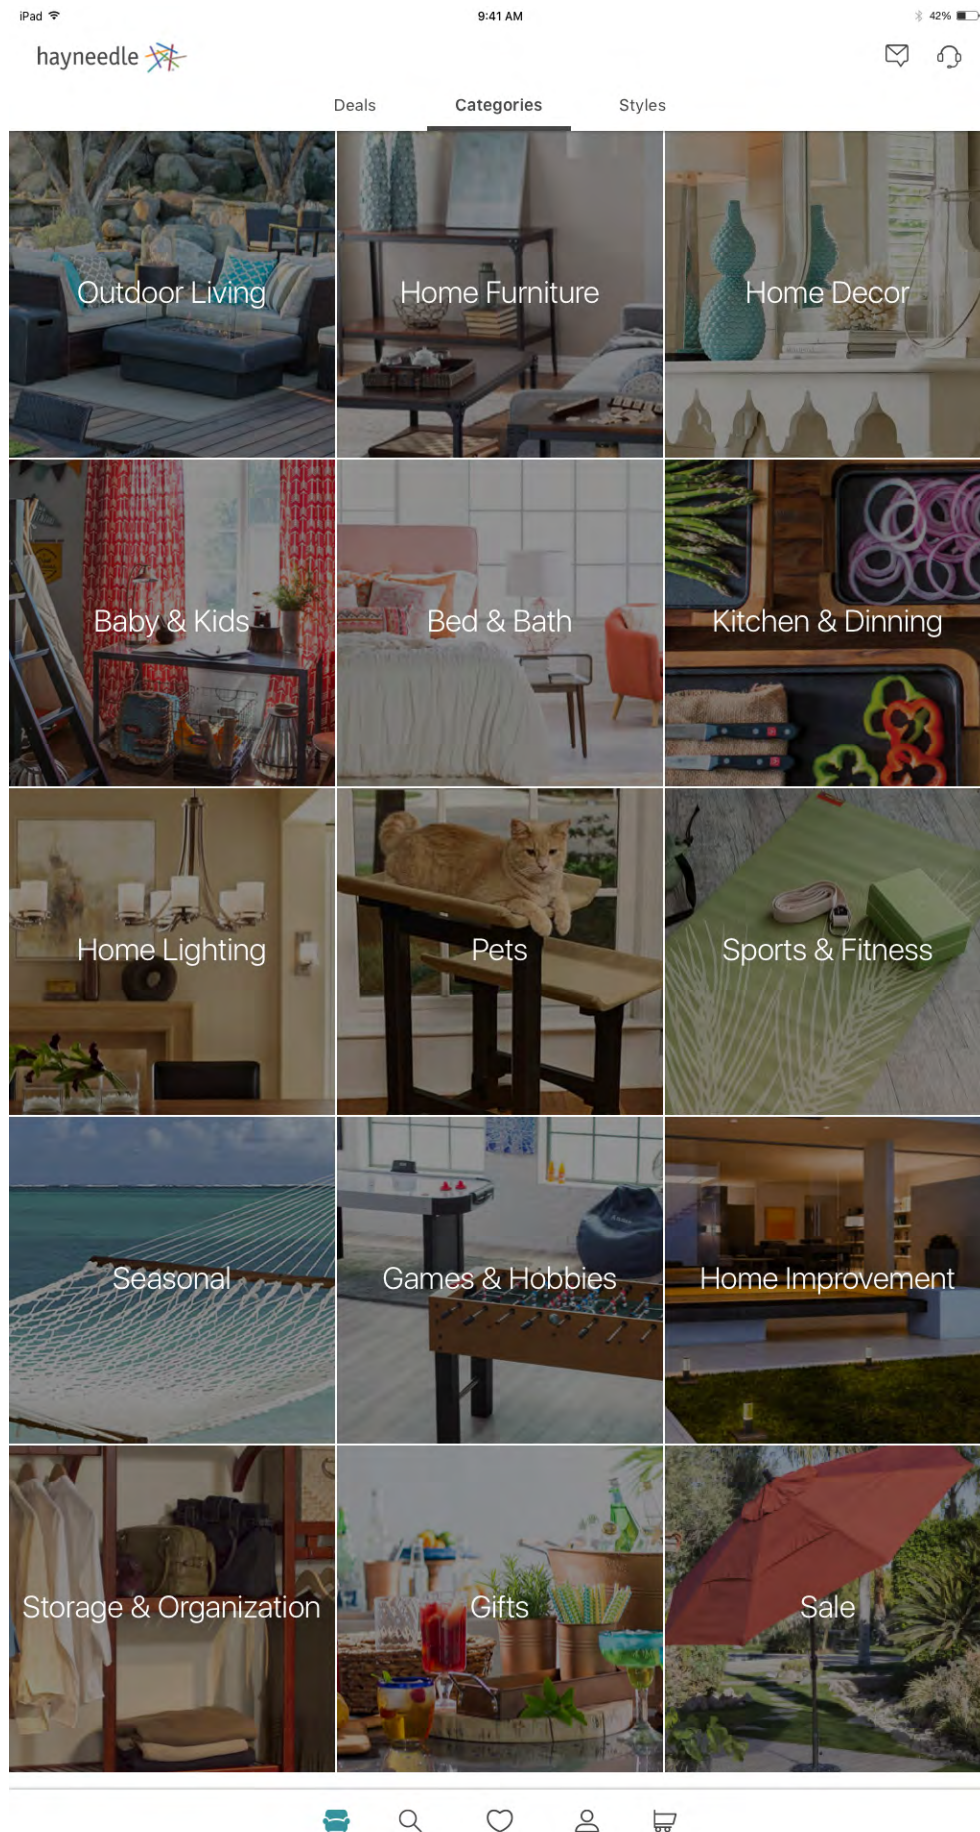 iPad 9:41 AM 42%
hayneedle
Deals Categories Styles
Outdoor Living Home Furniture Home Decor
Baby & Kids Bed & Bath Kitchen & Dinning
Home Lighting Pets Sports & Fitness
Seasonal Games & Hobbies Home Improvement
Storage & Organization Gifts Sale